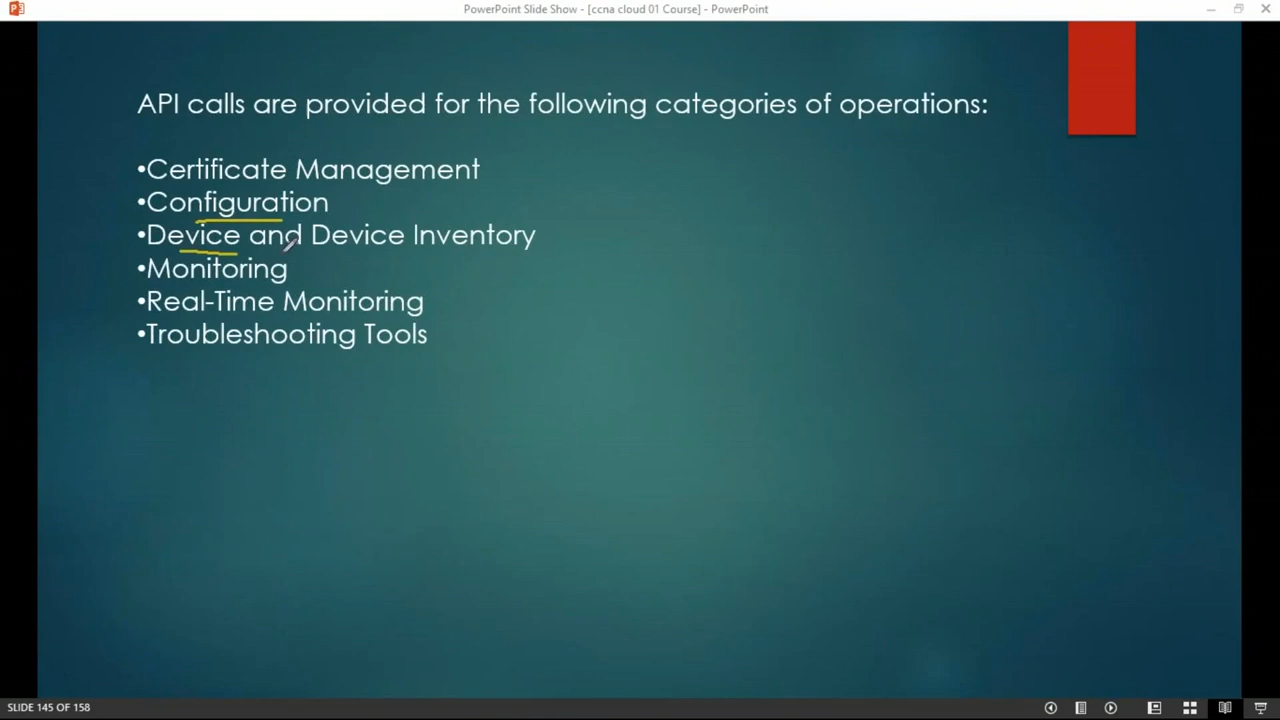 PowerPoint Slide Show - [ccna cloud 01 Course] - PowerPoint
API calls are provided for the following categories of operations:
•Certificate Management
•Configuration
•Device and Device Inventory
•Monitoring
•Real-Time Monitoring
•Troubleshooting Tools
SLIDE 145 OF 158